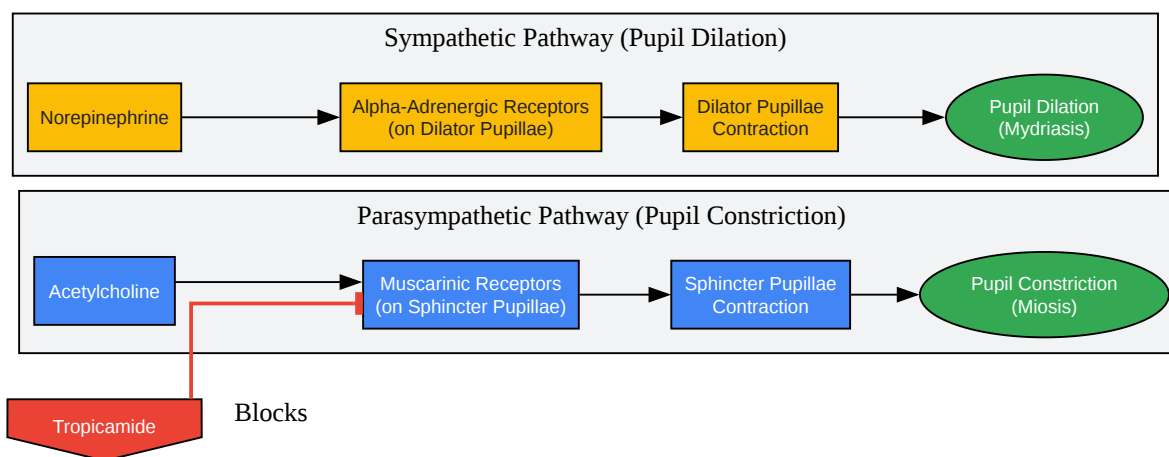 Sympathetic Pathway (Pupil Dilation)
Norepinephrine
Alpha-Adrenergic Receptors
(on Dilator Pupillae)
Dilator Pupillae
Contraction
Pupil Dilation
(Mydriasis)
Parasympathetic Pathway (Pupil Constriction)
Acetylcholine
Muscarinic Receptors
(on Sphincter Pupillae)
Sphincter Pupillae
Contraction
Pupil Constriction
(Miosis)
Tropicamide
Blocks